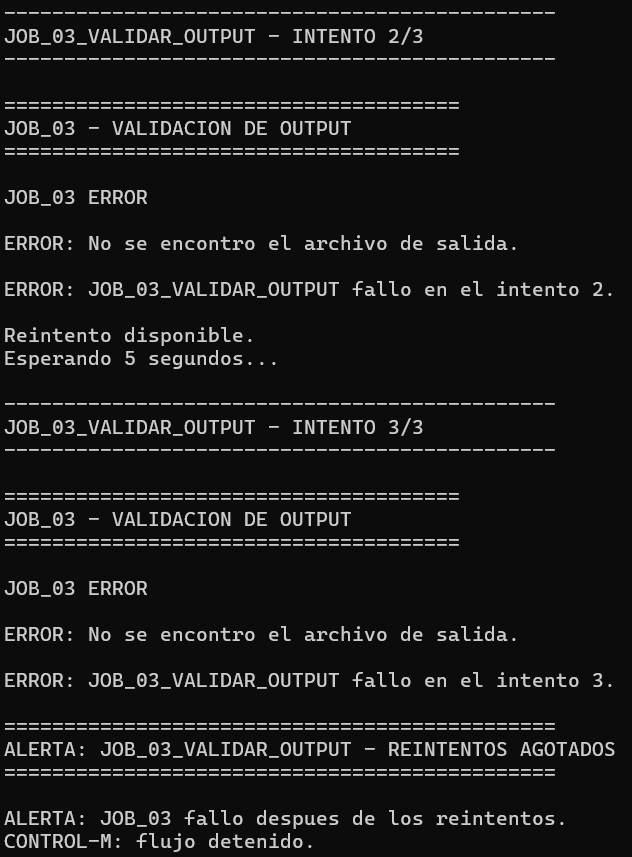 ----------------------------------------------
JOB_03_VALIDAR_OUTPUT - INTENTO 2/3
----------------------------------------------
======================================
JOB_03 - VALIDACION DE OUTPUT
======================================
JOB_03 ERROR
ERROR: No se encontro el archivo de salida.
ERROR: JOB_03_VALIDAR_OUTPUT fallo en el intento 2.
Reintento disponible.
Esperando 5 segundos...
----------------------------------------------
JOB_03_VALIDAR_OUTPUT - INTENTO 3/3
----------------------------------------------
======================================
JOB_03 - VALIDACION DE OUTPUT
======================================
JOB_03 ERROR
ERROR: No se encontro el archivo de salida.
ERROR: JOB_03_VALIDAR_OUTPUT fallo en el intento 3.
==============================================
ALERTA: JOB_03_VALIDAR_OUTPUT - REINTENTOS AGOTADOS
==============================================
ALERTA: JOB_03 fallo despues de los reintentos.
CONTROL-M: flujo detenido.